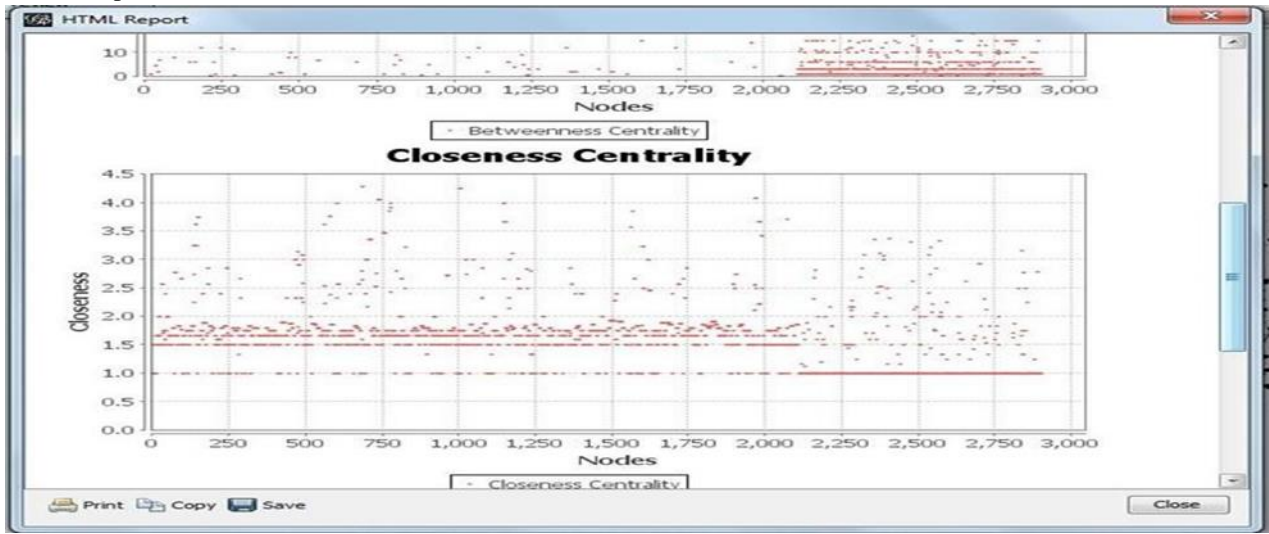 HTML Report
10
0
0 250 500 750 1,000 1,250 1,500 1,750 2,000 2,250 2,500 2,750 3,000
Nodes
Betweenness Centrality
Closeness Centrality
4.5
4.0
3.5
3.0
2.5
2.0
1.5
1.0
0.5
0.0
Closeness
0 250 500 750 1,000 1,250 1,500 1,750 2,000 2,250 2,500 2,750 3,000
Nodes
Closeness Centrality
Print Copy Save Close